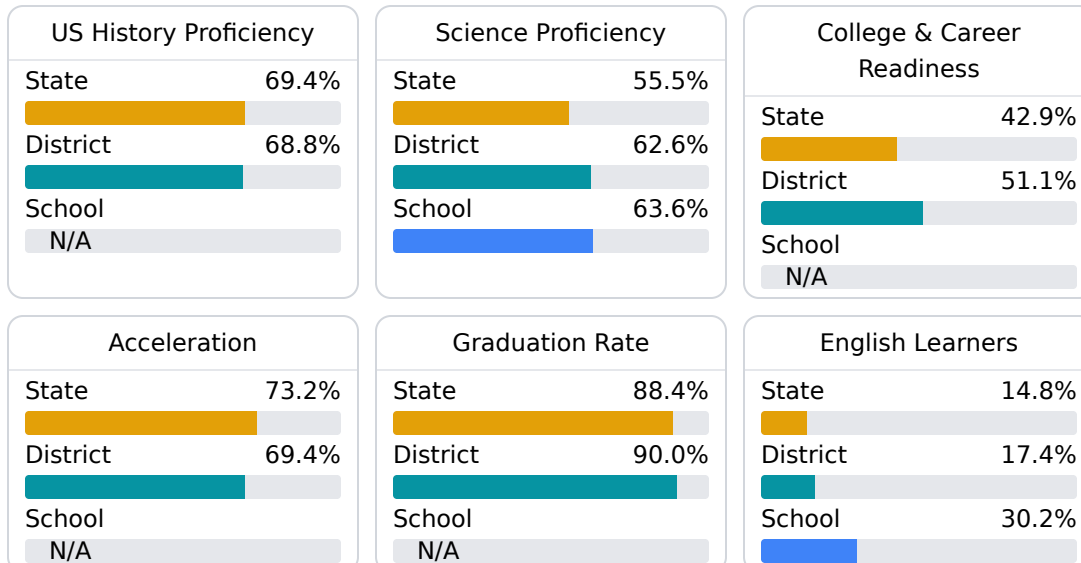 US History Proficiency
State 69.4%
District 68.8%
School
N/A
Science Proficiency
State 55.5%
District 62.6%
School 63.6%
College & Career
Readiness
State 42.9%
District 51.1%
School
N/A
Acceleration
State 73.2%
District 69.4%
School
N/A
Graduation Rate
State 88.4%
District 90.0%
School
N/A
English Learners
State 14.8%
District 17.4%
School 30.2%